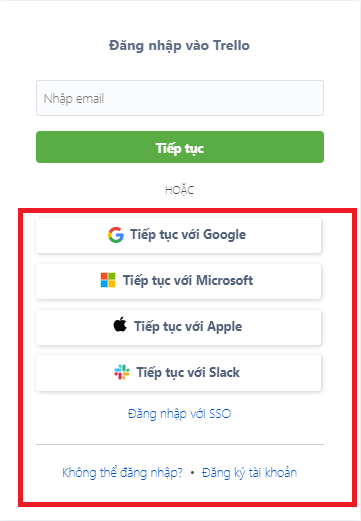 Đăng nhập vào Trello
Nhập email
Tiếp tục
HOẶC
Tiếp tục với Google
Tiếp tục với Microsoft
Tiếp tục với Apple
Tiếp tục với Slack
Đăng nhập với SSO
Không thể đăng nhập? • Đăng ký tài khoản